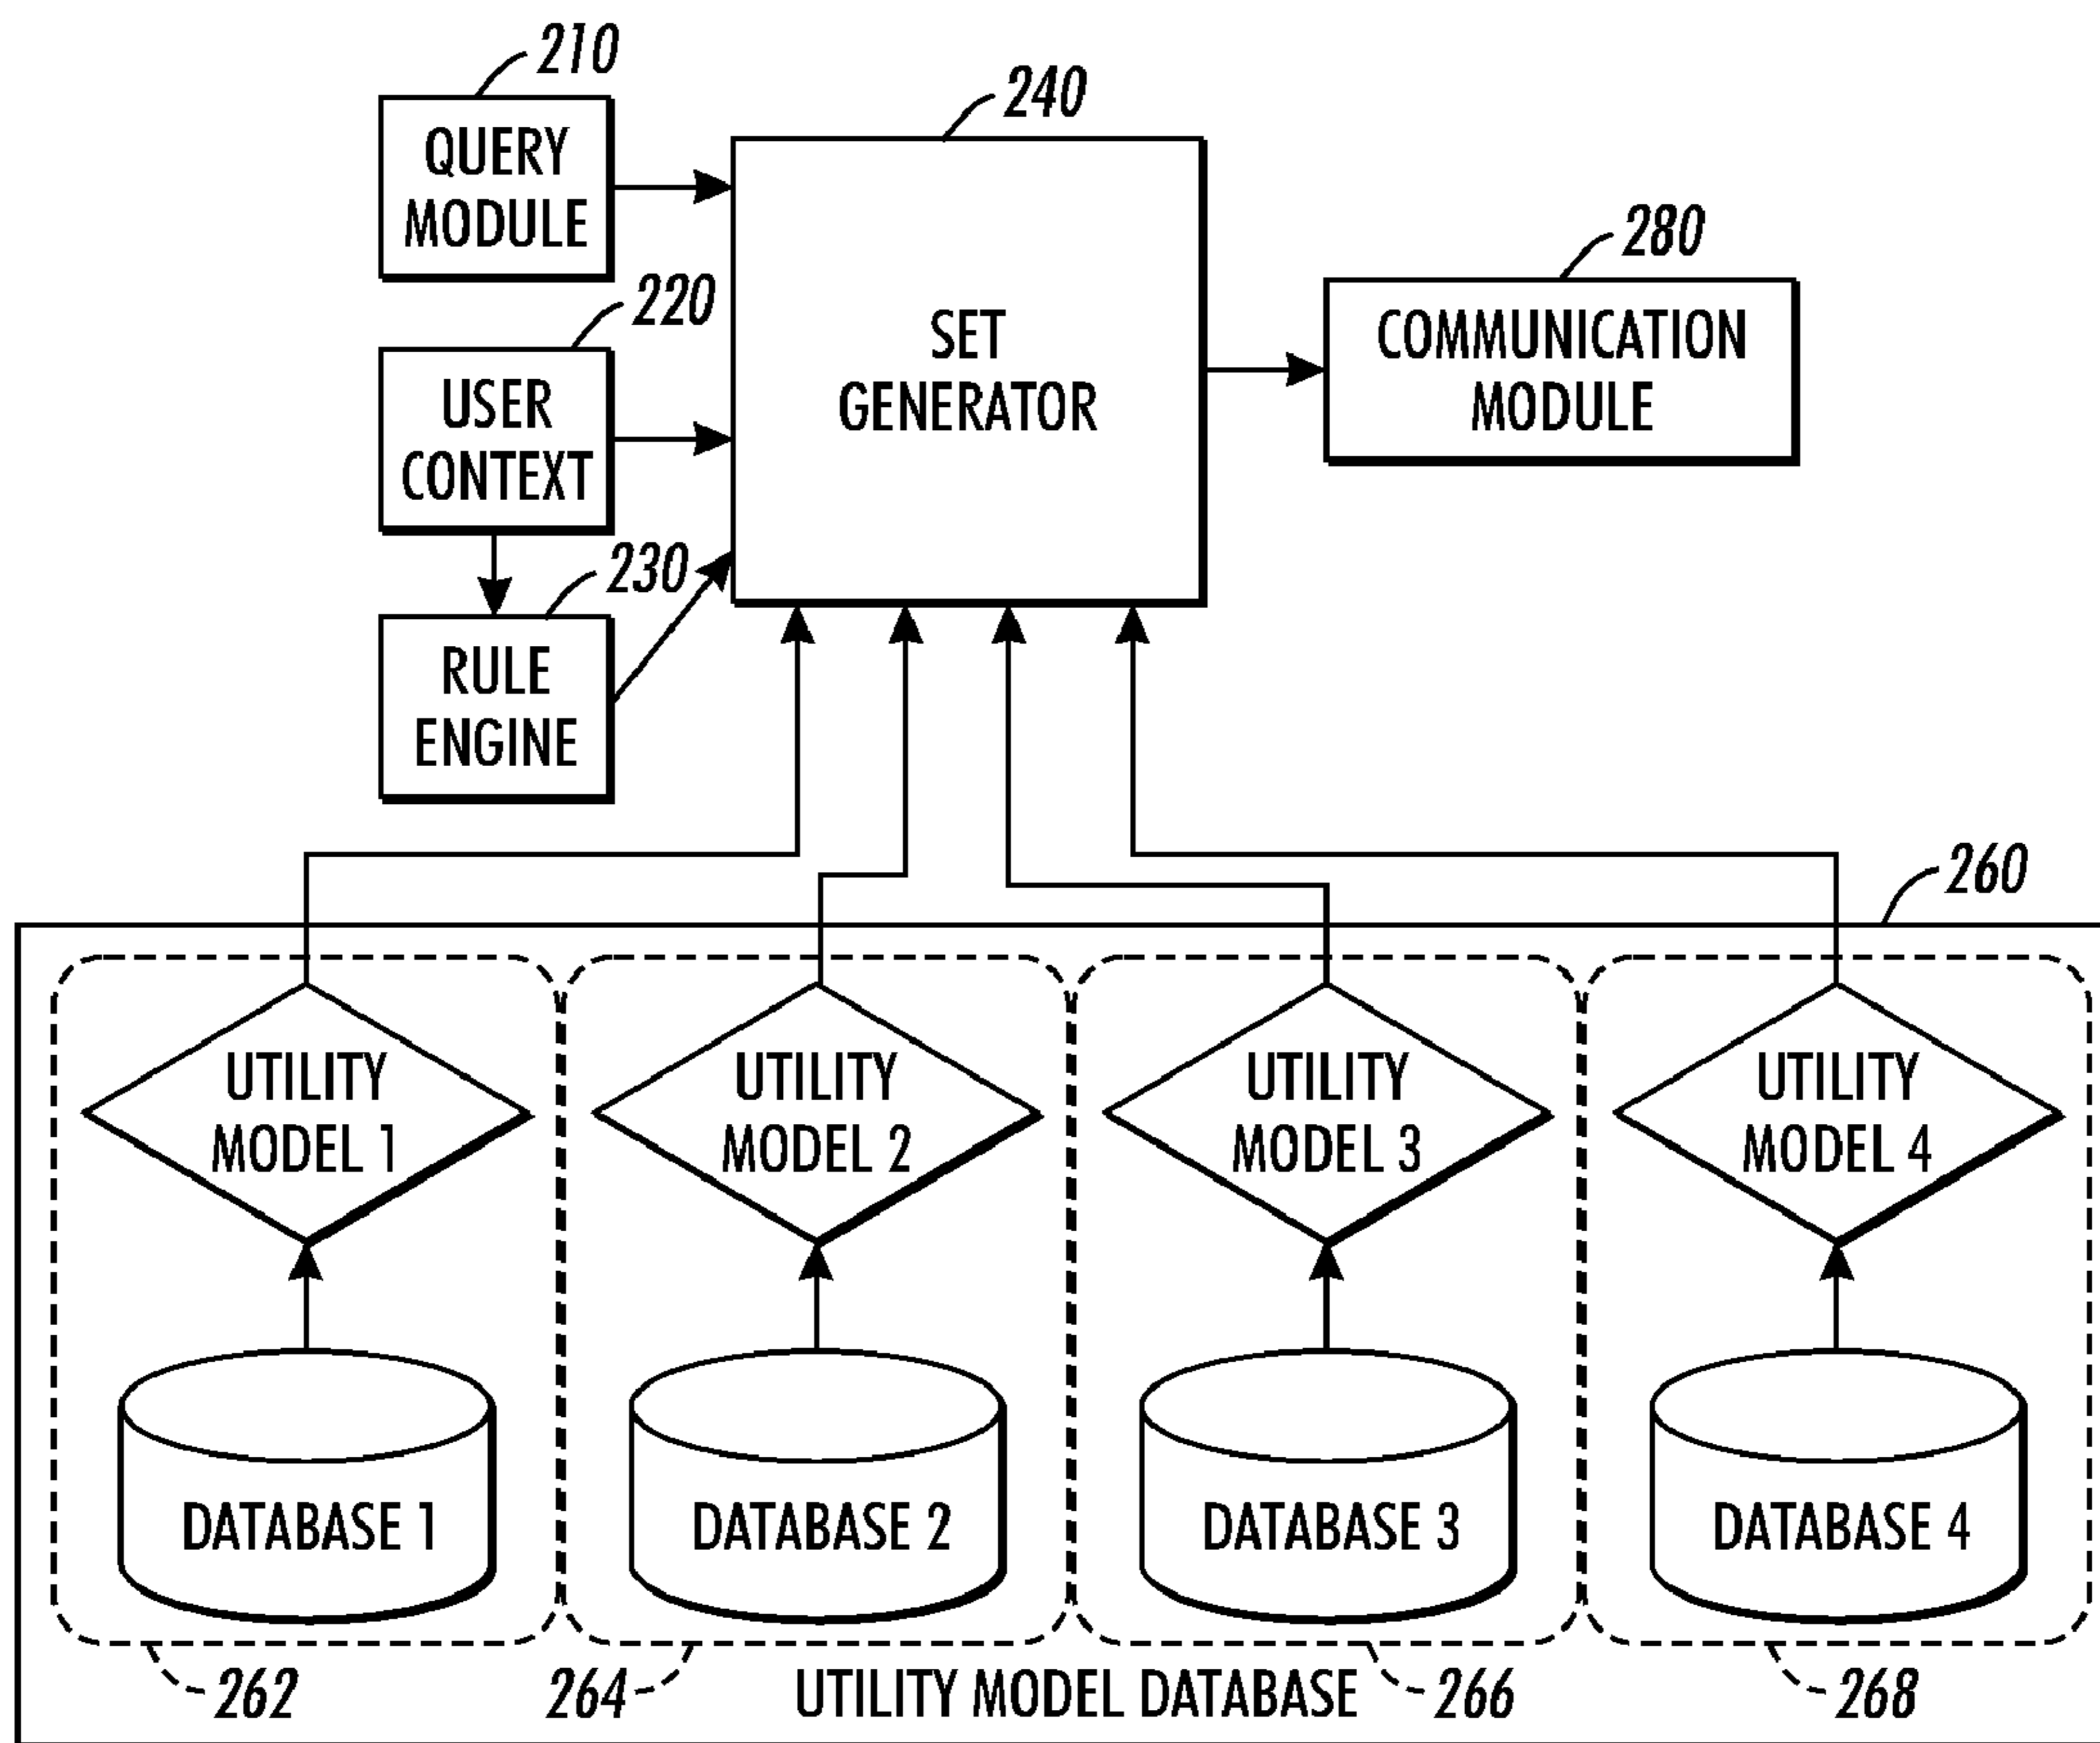 210
QUERY
MODULE
220
USER
CONTEXT
230
RULE
ENGINE
240
SET
GENERATOR
280
COMMUNICATION
MODULE
260
UTILITY
MODEL 1
UTILITY
MODEL 2
UTILITY
MODEL 3
UTILITY
MODEL 4
DATABASE 1
DATABASE 2
DATABASE 3
DATABASE 4
262
264
UTILITY MODEL DATABASE
266
268